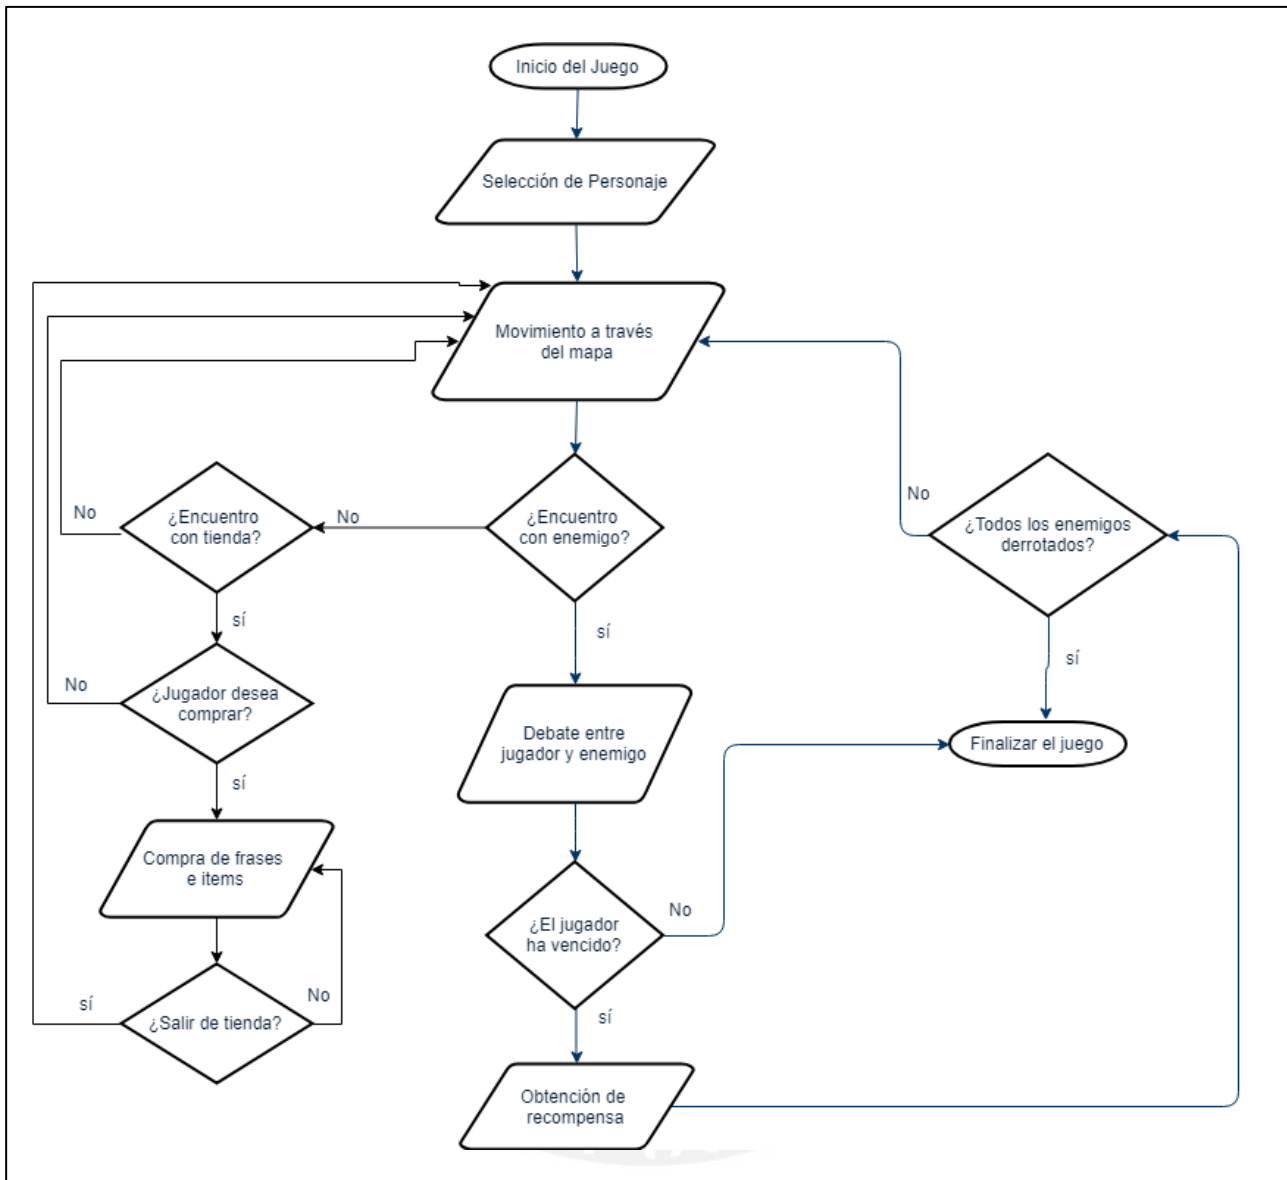 Inicio del Juego
Selección de Personaje
Movimiento a través
del mapa
¿Encuentro
con tienda?
No
No
¿Encuentro
con enemigo?
No
¿Todos los enemigos
derrotados?
sí
sí
sí
¿Jugador desea
comprar?
No
Debate entre
jugador y enemigo
Finalizar el juego
sí
Compra de frases
e items
¿El jugador
ha vencido?
No
sí
¿Salir de tienda?
No
sí
Obtención de
recompensa